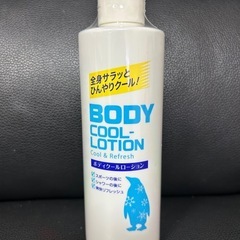 全身サラッと
ひんやりクール!
BODY
COOL-
LOTION
Cool & Refresh
ボディクールローション
スポーツの後に
シャワーの後に
瞬間リフレッシュ